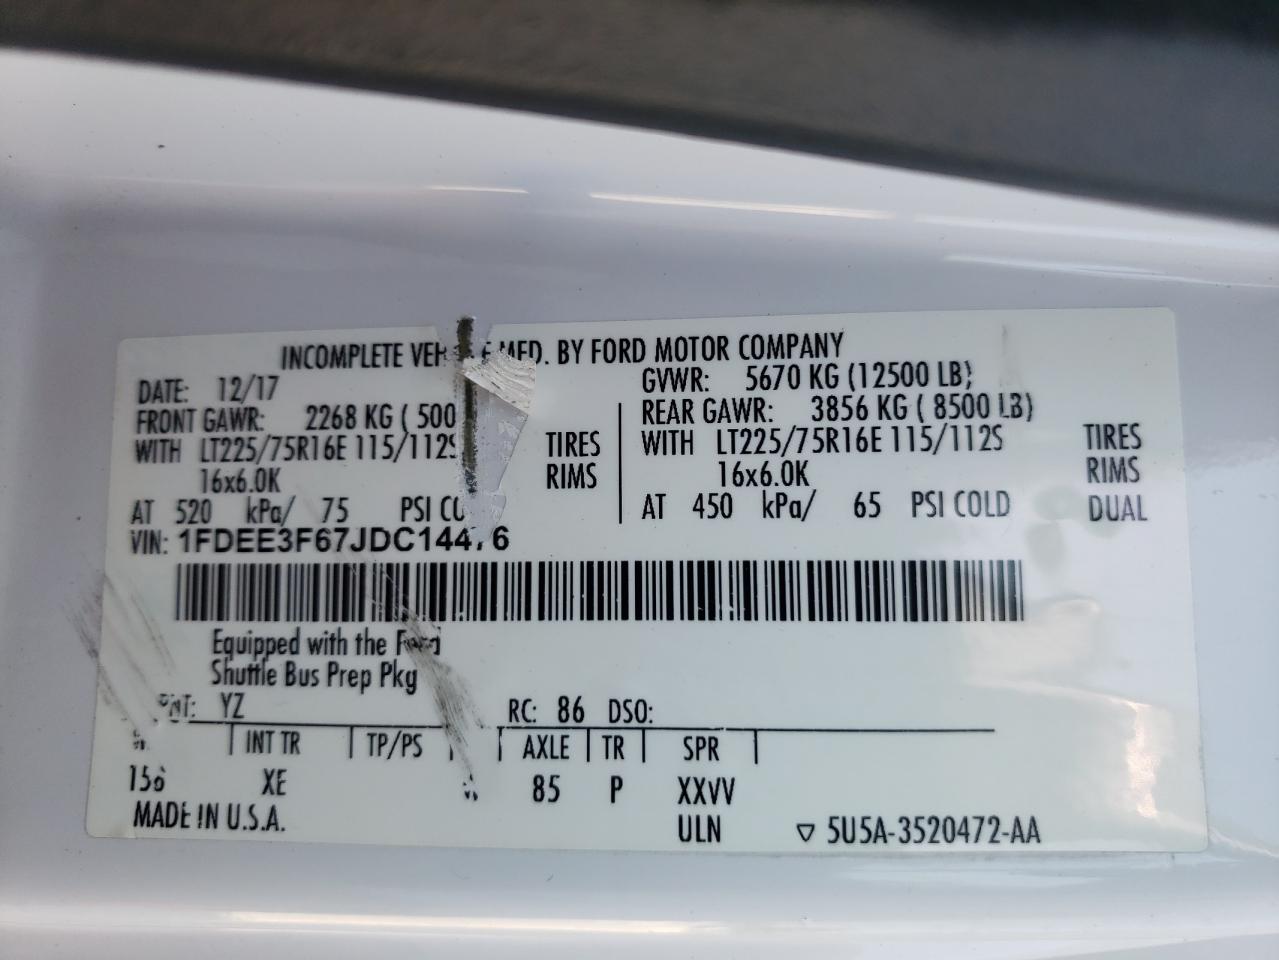 INCOMPLETE MFD. BY FORD MOTOR COMPANY
DATE: 12/17
GVWR: 5670 KG (12500 LB)
FRONT GAWR: 2268 KG (
REAR GAWR: 3856 KG ( 8500 LB)
WITH LT225/75R16E 115/112S TIRES
WITH LT225/75R16E 115/112S TIRES
16x6.0K RIMS
16x6.0K RIMS
AT 520 kPa/ 75 PSI
AT 450 kPa/ 65 PSI COLD DUAL
VIN:
Equipped with the Ford
Shuttle Bus Prep Pkg
YZ RC: 86 DSO:
INT TR TP/PS AXLE TR SPR
XE 85 P XXVV
MADE IN U.S.A. ULN ▽ 5U5A-3520472-AA